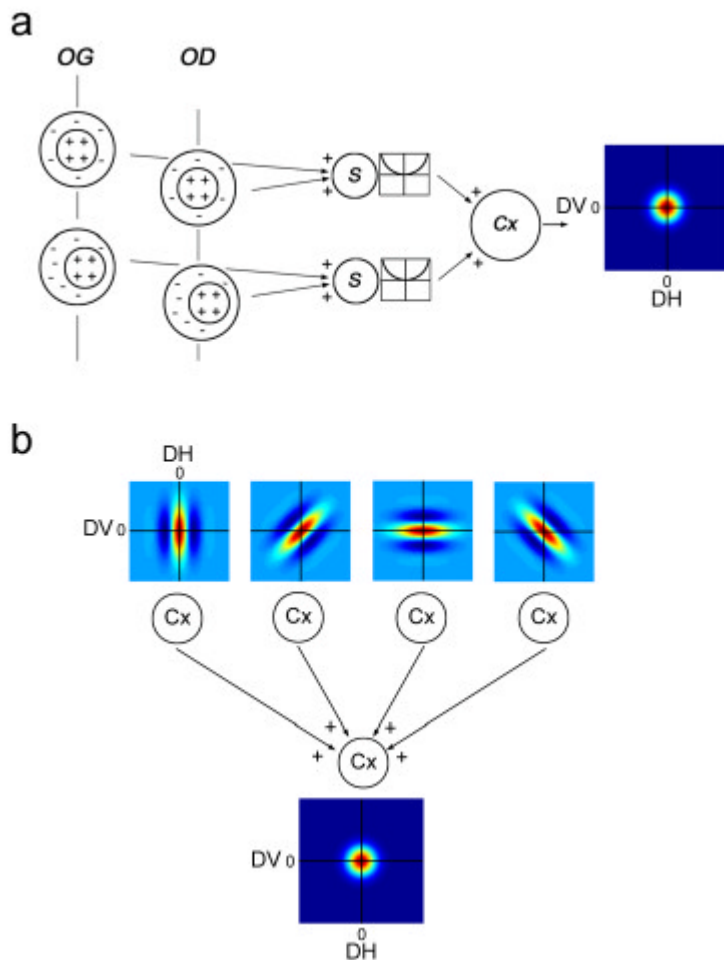 a
OG OD
- - - - - -
+ +
+ +
- - - - - -
+ +
+ +
+ S
+
+
Cx
+
DV 0
0
DH
+ S
+
b
DH
0
DV 0
Cx Cx Cx Cx
+ +
+ Cx +
DV 0
0
DH